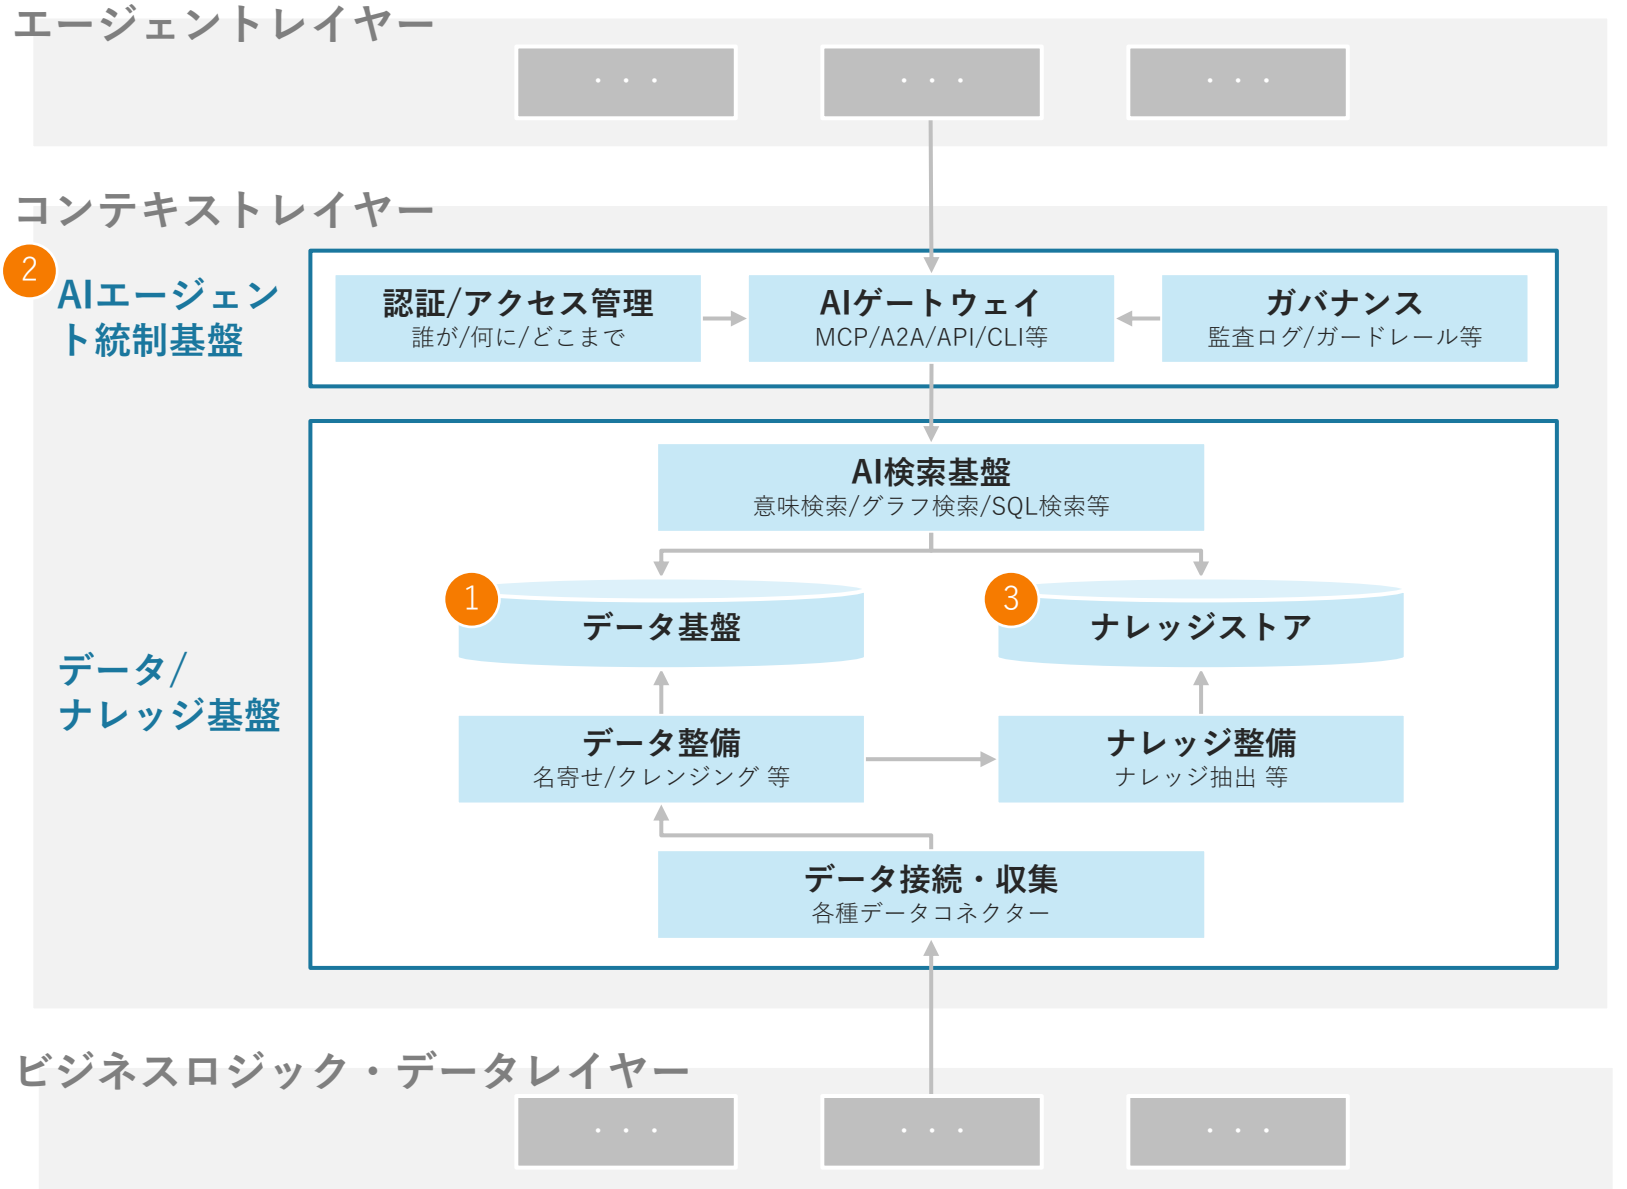 エージェントレイヤー
・・・
・・・
・・・
コンテキストレイヤー
2
AIエージェン
ト統制基盤
認証/アクセス管理
誰が/何に/どこまで
AIゲートウェイ
MCP/A2A/API/CLI等
ガバナンス
監査ログ/ガードレール等
AI検索基盤
意味検索/グラフ検索/SQL検索等
1
データ基盤
3
ナレッジストア
データ/
ナレッジ基盤
データ整備
名寄せ/クレンジング 等
ナレッジ整備
ナレッジ抽出 等
データ接続・収集
各種データコネクター
ビジネスロジック・データレイヤー
・・・
・・・
・・・